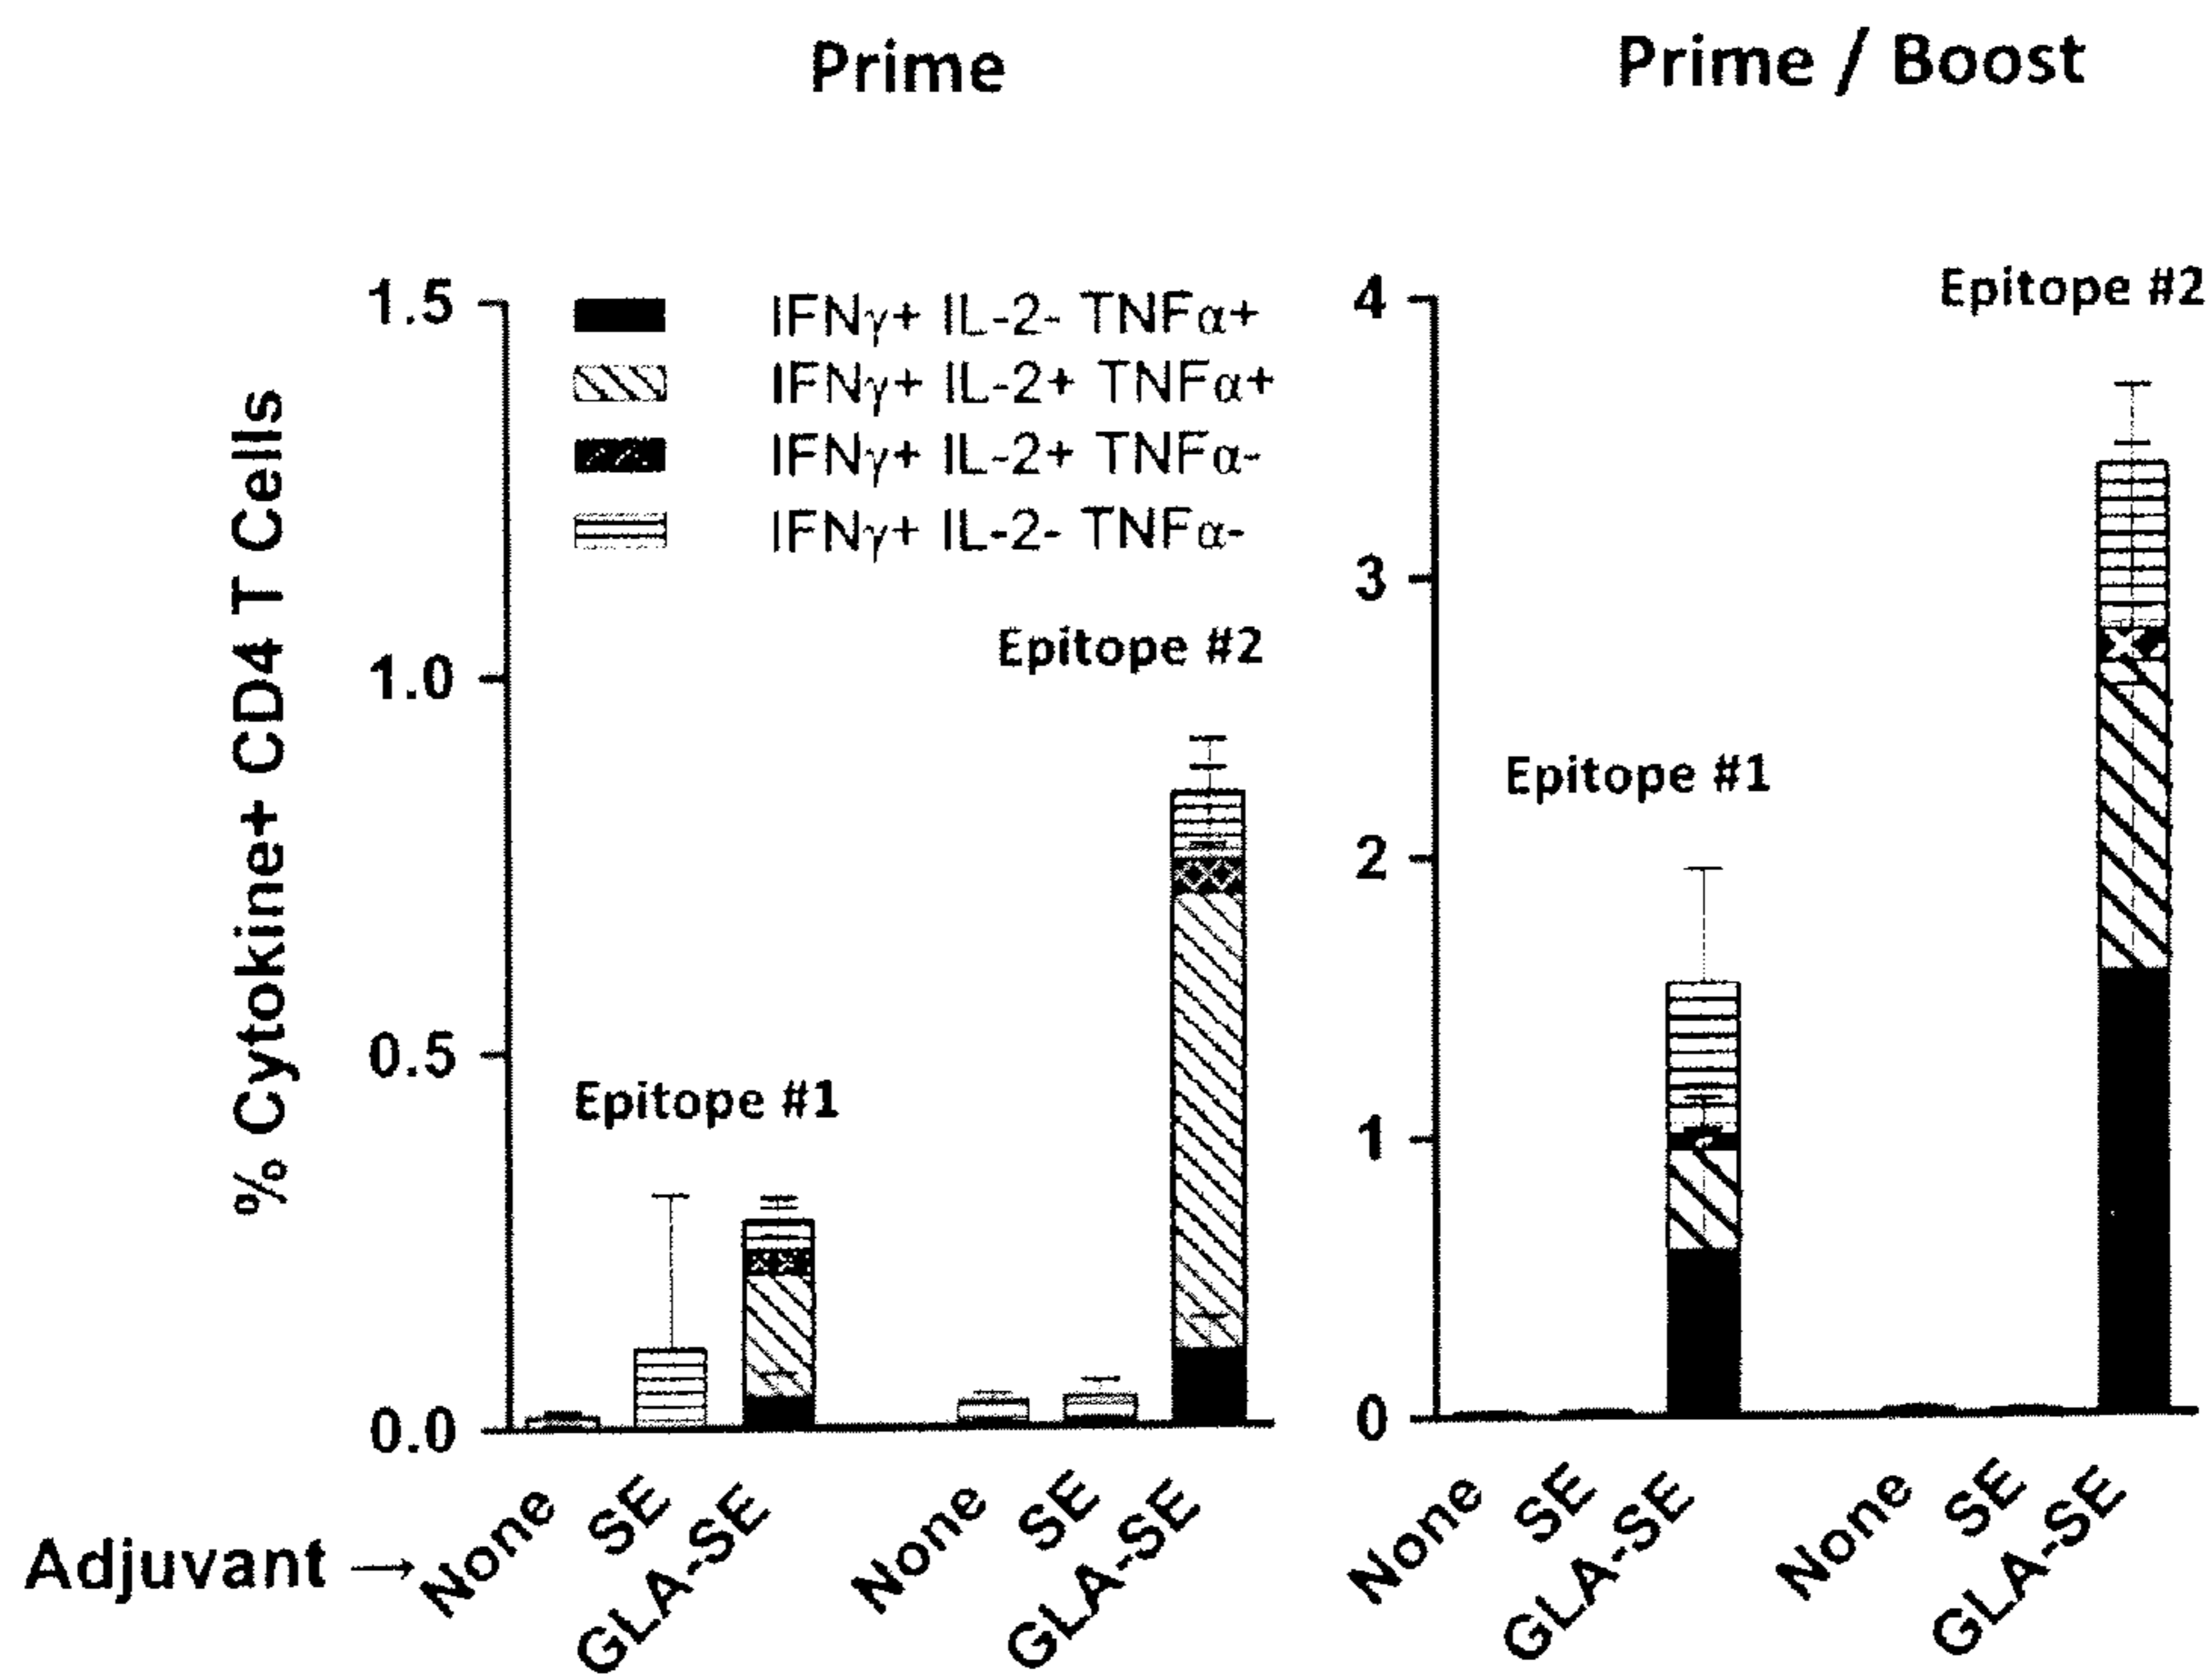 Prime
Prime / Boost
% Cytokine+ CD4 T Cells
1.5
1.0
0.5
0.0
IFNγ+ IL-2- TNFα+
IFNγ+ IL-2+ TNFα+
IFNγ+ IL-2+ TNFα-
IFNγ+ IL-2- TNFα-
Epitope #1
Epitope #2
4
3
2
1
0
Epitope #1
Epitope #2
Adjuvant →
None
SE
GLA-SE
None
SE
GLA-SE
None
SE
GLA-SE
None
SE
GLA-SE